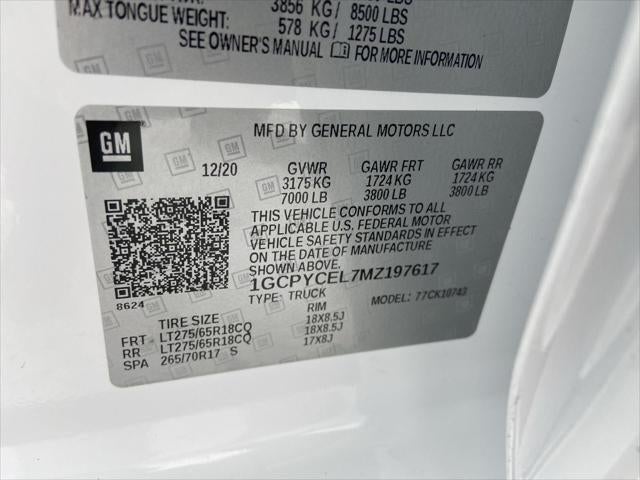 3856 KG/ 8500 LBS
MAX TONGUE WEIGHT: 578 KG / 1275 LBS
SEE OWNER'S MANUAL FOR MORE INFORMATION
GM
MFD BY GENERAL MOTORS LLC
12/20 GVWR GAWR FRT GAWR RR
3175 KG 1724 KG 1724 KG
7000 LB 3800 LB 3800 LB
THIS VEHICLE CONFORMS TO ALL
APPLICABLE U.S. FEDERAL MOTOR
VEHICLE SAFETY STANDARDS IN EFFECT
ON THE DATE OF MANUFACTURE
SHOWN ABOVE.
1GCPYCEL7MZ197617
8624
TYPE: TRUCK MODEL: 77CK10743
TIRE SIZE RIM
FRT LT275/65R18CQ 18X8.5J
RR LT275/65R18CQ 18X8.5J
SPA 265/70R17 S 17X8J